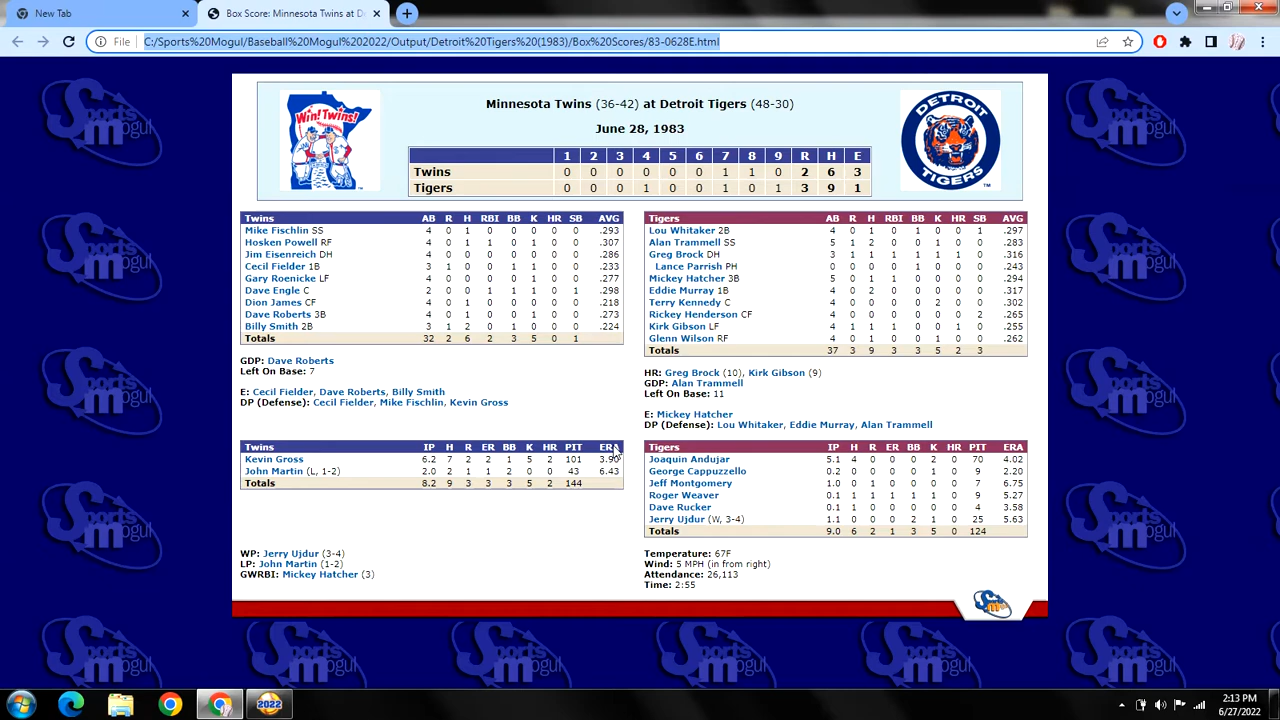 New Tab
Box Score: Minnesota Twins at D
File
C:/Sports%20Mogul/Baseball%20Mogul%202022/Output/Detroit%20Tigers%20(1983)/Box%20Scores/83-0628E.html
Win! Twins!
Minnesota Twins (36-42) at Detroit Tigers (48-30)
June 28, 1983
DETROIT TIGERS
1 2 3 4 5 6 7 8 9 R H E
Twins 0 0 0 0 0 0 1 1 0 2 6 3
Tigers 0 0 0 1 0 0 1 0 1 3 9 1
Twins AB R H RBI BB K HR SB AVG
Mike Fischlin SS 4 0 1 0 0 0 0 0 .293
Hosken Powell RF 4 0 1 1 0 1 0 0 .307
Jim Eisenreich DH 4 0 0 0 0 0 0 0 .286
Cecil Fielder 1B 3 1 0 0 1 1 0 0 .233
Gary Roenicke LF 4 0 0 0 0 1 0 0 .277
Dave Engle C 2 0 0 1 1 1 0 1 .298
Dion James CF 4 0 1 0 0 0 0 0 .218
Dave Roberts 3B 4 0 1 0 0 1 0 0 .273
Billy Smith 2B 3 1 2 0 1 0 0 0 .224
Totals 32 2 6 2 3 5 0 1
GDP: Dave Roberts
Left On Base: 7
E: Cecil Fielder, Dave Roberts, Billy Smith
DP (Defense): Cecil Fielder, Mike Fischlin, Kevin Gross
Tigers AB R H RBI BB K HR SB AVG
Lou Whitaker 2B 4 0 1 0 1 0 0 1 .297
Alan Trammell SS 5 1 2 0 0 1 0 0 .283
Greg Brock DH 3 1 1 1 1 1 1 0 .316
Lance Parrish PH 0 0 0 0 1 0 0 0 .243
Mickey Hatcher 3B 5 0 1 1 0 0 0 0 .294
Eddie Murray 1B 4 0 2 0 0 0 0 0 .317
Terry Kennedy C 4 0 0 0 0 2 0 0 .302
Rickey Henderson CF 4 0 0 0 0 0 0 2 .265
Kirk Gibson LF 4 1 1 1 0 0 1 0 .255
Glenn Wilson RF 4 0 1 0 0 1 0 0 .262
Totals 37 3 9 3 3 5 2 3
HR: Greg Brock (10), Kirk Gibson (9)
GDP: Alan Trammell
Left On Base: 11
E: Mickey Hatcher
DP (Defense): Lou Whitaker, Eddie Murray, Alan Trammell
Twins IP H R ER BB K HR PIT ERA
Kevin Gross 6.2 7 2 2 1 5 2 101
John Martin (L, 1-2) 2.0 2 1 1 2 0 0 43 6.43
Totals 8.2 9 3 3 3 5 2 144
WP: Jerry Ujdur (3-4)
LP: John Martin (1-2)
GWRBI: Mickey Hatcher (3)
Tigers IP H R ER BB K HR PIT ERA
Joaquin Andujar 5.1 4 0 0 0 2 0 70 4.02
George Cappuzzello 0.2 0 0 0 0 1 0 9 2.20
Jeff Montgomery 1.0 0 1 0 0 0 0 7 6.75
Roger Weaver 0.1 1 1 1 1 1 0 9 5.27
Dave Rucker 0.1 1 0 0 0 0 0 4 3.58
Jerry Ujdur (W, 3-4) 1.1 0 0 0 2 1 0 25 5.63
Totals 9.0 6 2 1 3 5 0 124
Temperature: 67F
Wind: 5 MPH (in from right)
Attendance: 26,113
Time: 2:55
Sports Mogul
2022
2:13 PM
6/27/2022